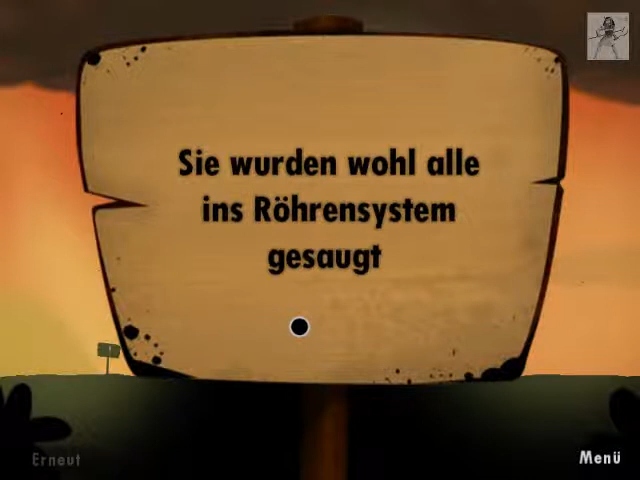 Sie wurden wohl alle
ins Röhrensystem
gesaugt
Erneut
Menü